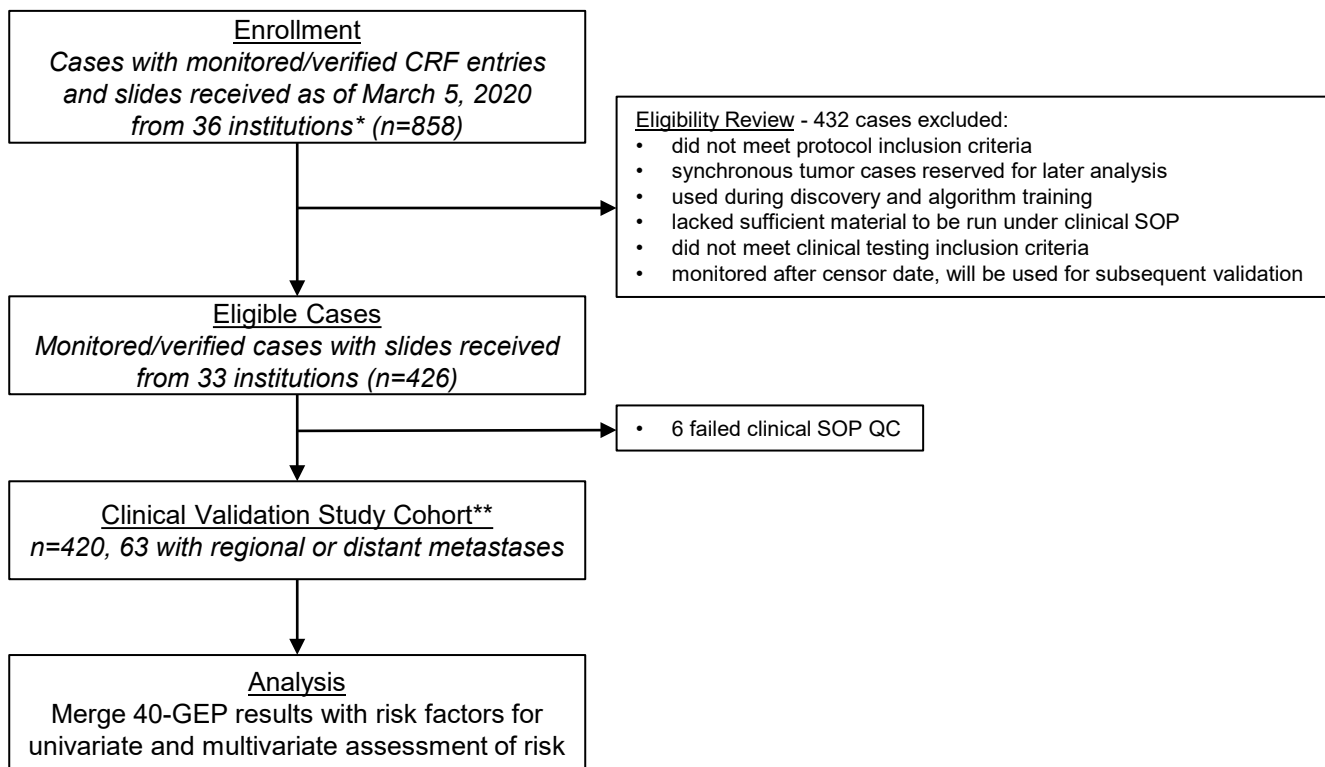 Enrollment
Cases with monitored/verified CRF entries
and slides received as of March 5, 2020
from 36 institutions* (n=858)
Eligibility Review - 432 cases excluded:
• did not meet protocol inclusion criteria
• synchronous tumor cases reserved for later analysis
• used during discovery and algorithm training
• lacked sufficient material to be run under clinical SOP
• did not meet clinical testing inclusion criteria
• monitored after censor date, will be used for subsequent validation
Eligible Cases
Monitored/verified cases with slides received
from 33 institutions (n=426)
• 6 failed clinical SOP QC
Clinical Validation Study Cohort**
n=420, 63 with regional or distant metastases
Analysis
Merge 40-GEP results with risk factors for
univariate and multivariate assessment of risk